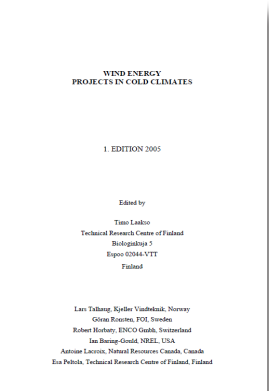 WIND ENERGY
PROJECTS IN COLD CLIMATES
1. EDITION 2005
Edited by
Timo Laakso
Technical Research Centre of Finland
Biologinkuja 5
Espoo 02044-VTT
Finland
Lars Tallhaug, Kjeller Vindteknik, Norway
Göran Ronsten, FOI, Sweden
Robert Horbaty, ENCO Gmbh, Switzerland
Ian Baring-Gould, NREL, USA
Antoine Lacroix, Natural Resources Canada, Canada
Esa Peltola, Technical Research Centre of Finland, Finland